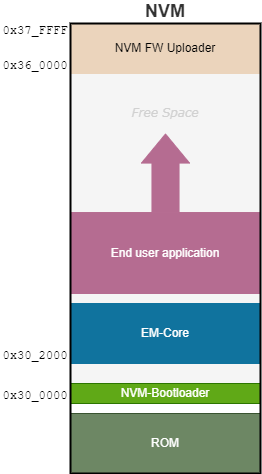 NVM
0x37_FFFF
NVM FW Uploader
0x36_0000
Free Space
End user application
EM-Core
0x30_2000
NVM-Bootloader
0x30_0000
ROM